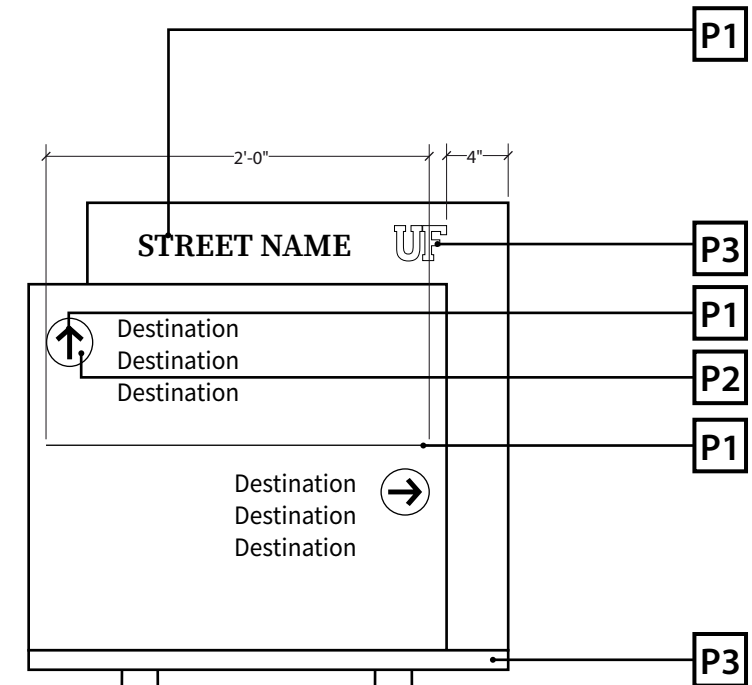 P1
2'-0"
4"
STREET NAME
UF
P3
P1
Destination
Destination
P2
Destination
P1
Destination
Destination
Destination
P3